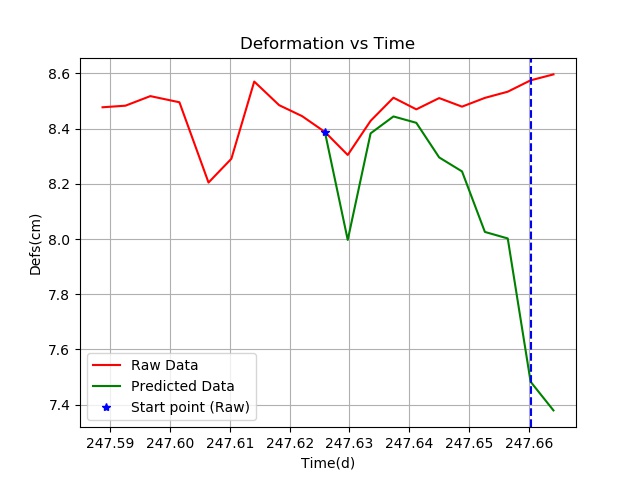 Deformation vs Time
8.6
8.4
8.2
8.0
7.8
7.6
7.4
Defs(cm)
Raw Data
Predicted Data
Start point (Raw)
247.59 247.60 247.61 247.62 247.63 247.64 247.65 247.66
Time(d)